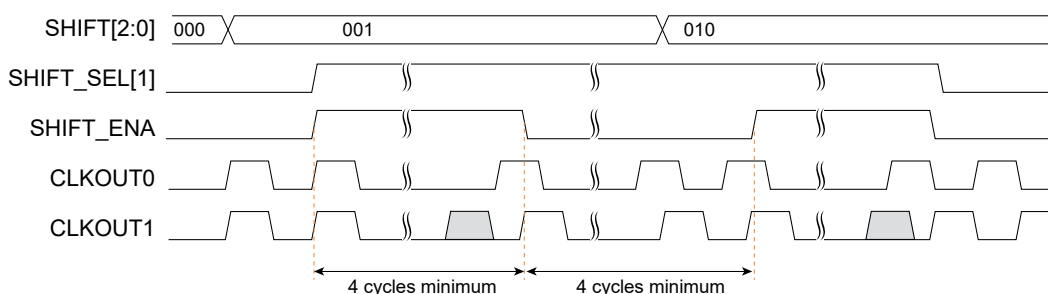 SHIFT[2:0] 000 001 010
SHIFT_SEL[1]
SHIFT_ENA
CLKOUT0
CLKOUT1
4 cycles minimum 4 cycles minimum